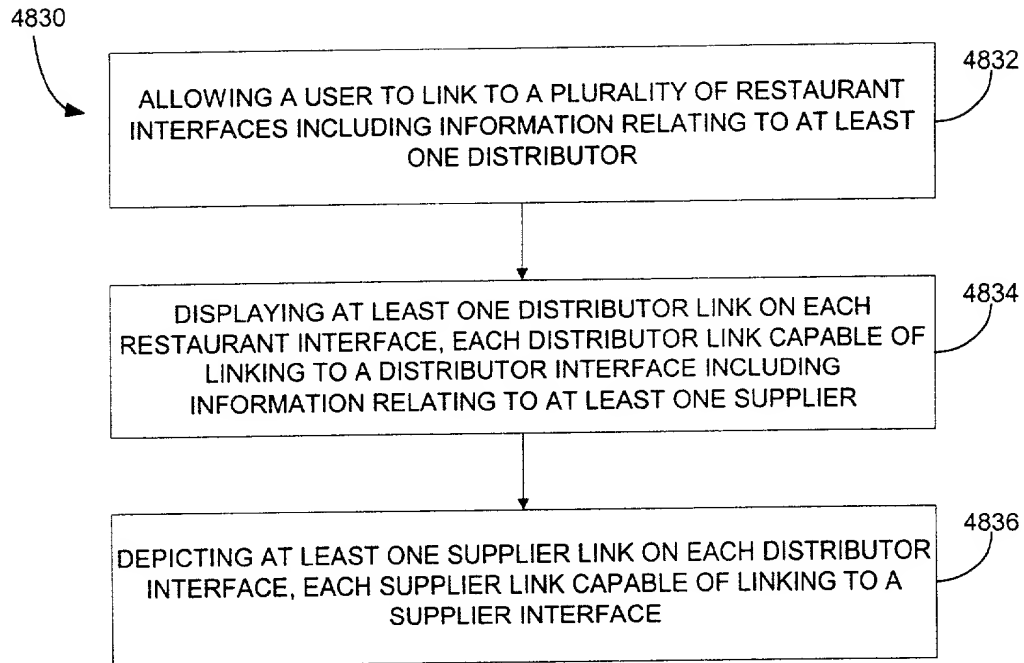 4830
4832
ALLOWING A USER TO LINK TO A PLURALITY OF RESTAURANT
INTERFACES INCLUDING INFORMATION RELATING TO AT LEAST
ONE DISTRIBUTOR
4834
DISPLAYING AT LEAST ONE DISTRIBUTOR LINK ON EACH
RESTAURANT INTERFACE, EACH DISTRIBUTOR LINK CAPABLE OF
LINKING TO A DISTRIBUTOR INTERFACE INCLUDING
INFORMATION RELATING TO AT LEAST ONE SUPPLIER
4836
DEPICTING AT LEAST ONE SUPPLIER LINK ON EACH DISTRIBUTOR
INTERFACE, EACH SUPPLIER LINK CAPABLE OF LINKING TO A
SUPPLIER INTERFACE